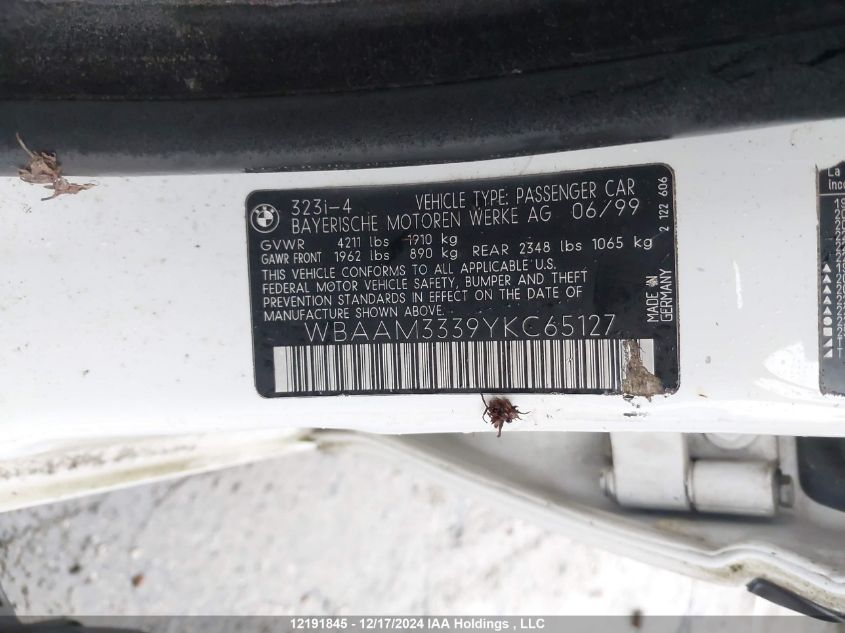 323i-4 VEHICLE TYPE: PASSENGER CAR
BAYERISCHE MOTOREN WERKE AG 06/99
GVWR 4211 lbs 1910 kg
GAWR FRONT 1962 lbs 890 kg REAR 2348 lbs 1065 kg
THIS VEHICLE CONFORMS TO ALL APPLICABLE U.S.
FEDERAL MOTOR VEHICLE SAFETY, BUMPER AND THEFT
PREVENTION STANDARDS IN EFFECT ON THE DATE OF
MANUFACTURE SHOWN ABOVE.
WBAAM3339YKC65127
MADE IN
GERMANY
2 122 606
La
12191845 - 12/17/2024 IAA Holdings , LLC